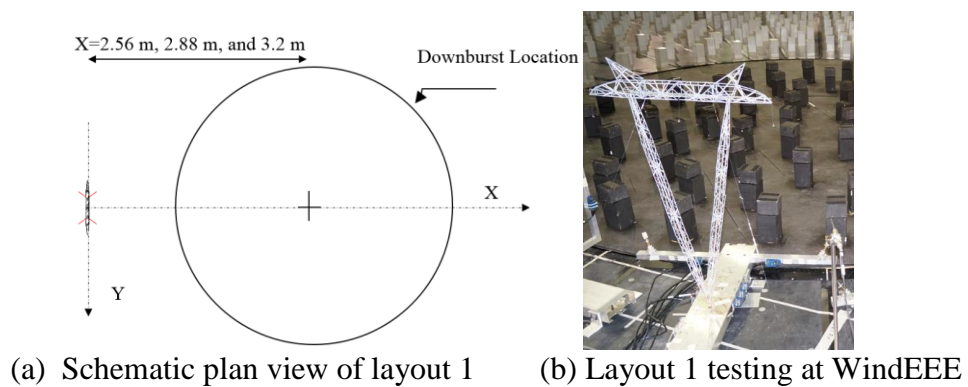 X=2.56 m, 2.88 m, and 3.2 m
Downburst Location
X
Y
(a) Schematic plan view of layout 1
(b) Layout 1 testing at WindEEE